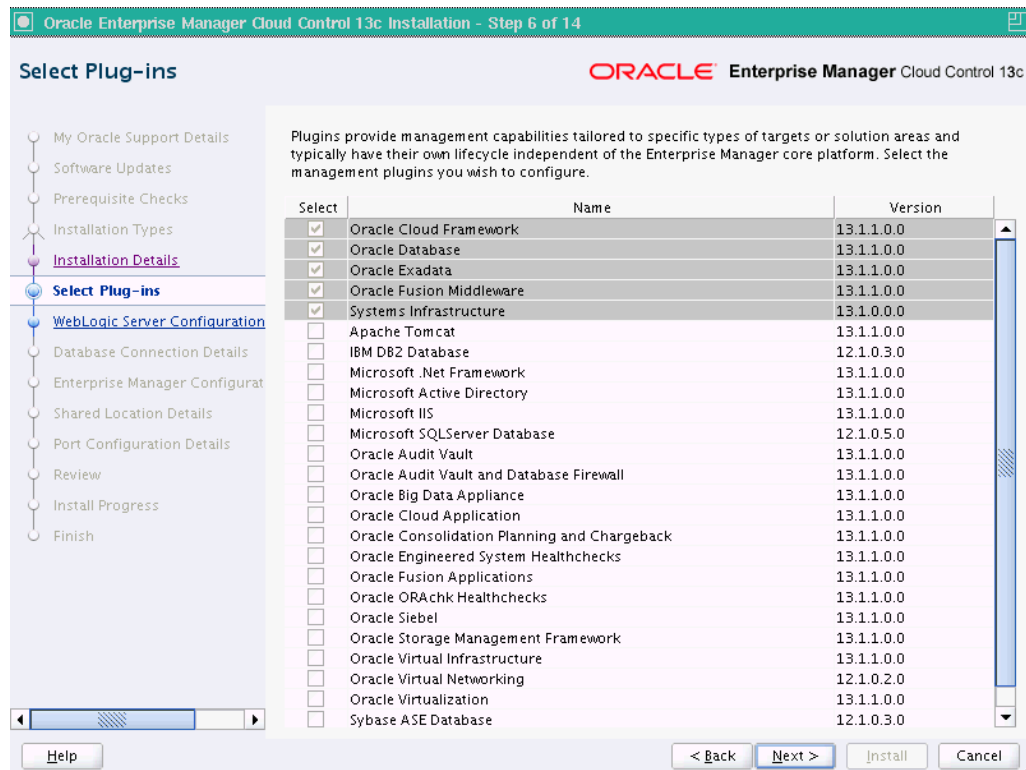 Oracle Enterprise Manager Cloud Control 13c Installation - Step 6 of 14
Select Plug-ins
ORACLE Enterprise Manager Cloud Control 13c
My Oracle Support Details
Software Updates
Prerequisite Checks
Installation Types
Installation Details
Select Plug-ins
WebLogic Server Configuration
Database Connection Details
Enterprise Manager Configurat
Shared Location Details
Port Configuration Details
Review
Install Progress
Finish
Plugins provide management capabilities tailored to specific types of targets or solution areas and
typically have their own lifecycle independent of the Enterprise Manager core platform. Select the
management plugins you wish to configure.
Select Name Version
Oracle Cloud Framework 13.1.1.0.0
Oracle Database 13.1.1.0.0
Oracle Exadata 13.1.1.0.0
Oracle Fusion Middleware 13.1.1.0.0
Systems Infrastructure 13.1.0.0.0
Apache Tomcat 13.1.1.0.0
IBM DB2 Database 12.1.0.3.0
Microsoft .Net Framework 13.1.1.0.0
Microsoft Active Directory 13.1.1.0.0
Microsoft IIS 13.1.1.0.0
Microsoft SQLServer Database 12.1.0.5.0
Oracle Audit Vault 13.1.1.0.0
Oracle Audit Vault and Database Firewall 13.1.1.0.0
Oracle Big Data Appliance 13.1.1.0.0
Oracle Cloud Application 13.1.1.0.0
Oracle Consolidation Planning and Chargeback 13.1.1.0.0
Oracle Engineered System Healthchecks 13.1.1.0.0
Oracle Fusion Applications 13.1.1.0.0
Oracle ORAchk Healthchecks 13.1.1.0.0
Oracle Siebel 13.1.1.0.0
Oracle Storage Management Framework 13.1.1.0.0
Oracle Virtual Infrastructure 13.1.1.0.0
Oracle Virtual Networking 12.1.0.2.0
Oracle Virtualization 13.1.1.0.0
Sybase ASE Database 12.1.0.3.0
Help
< Back Next > Install Cancel